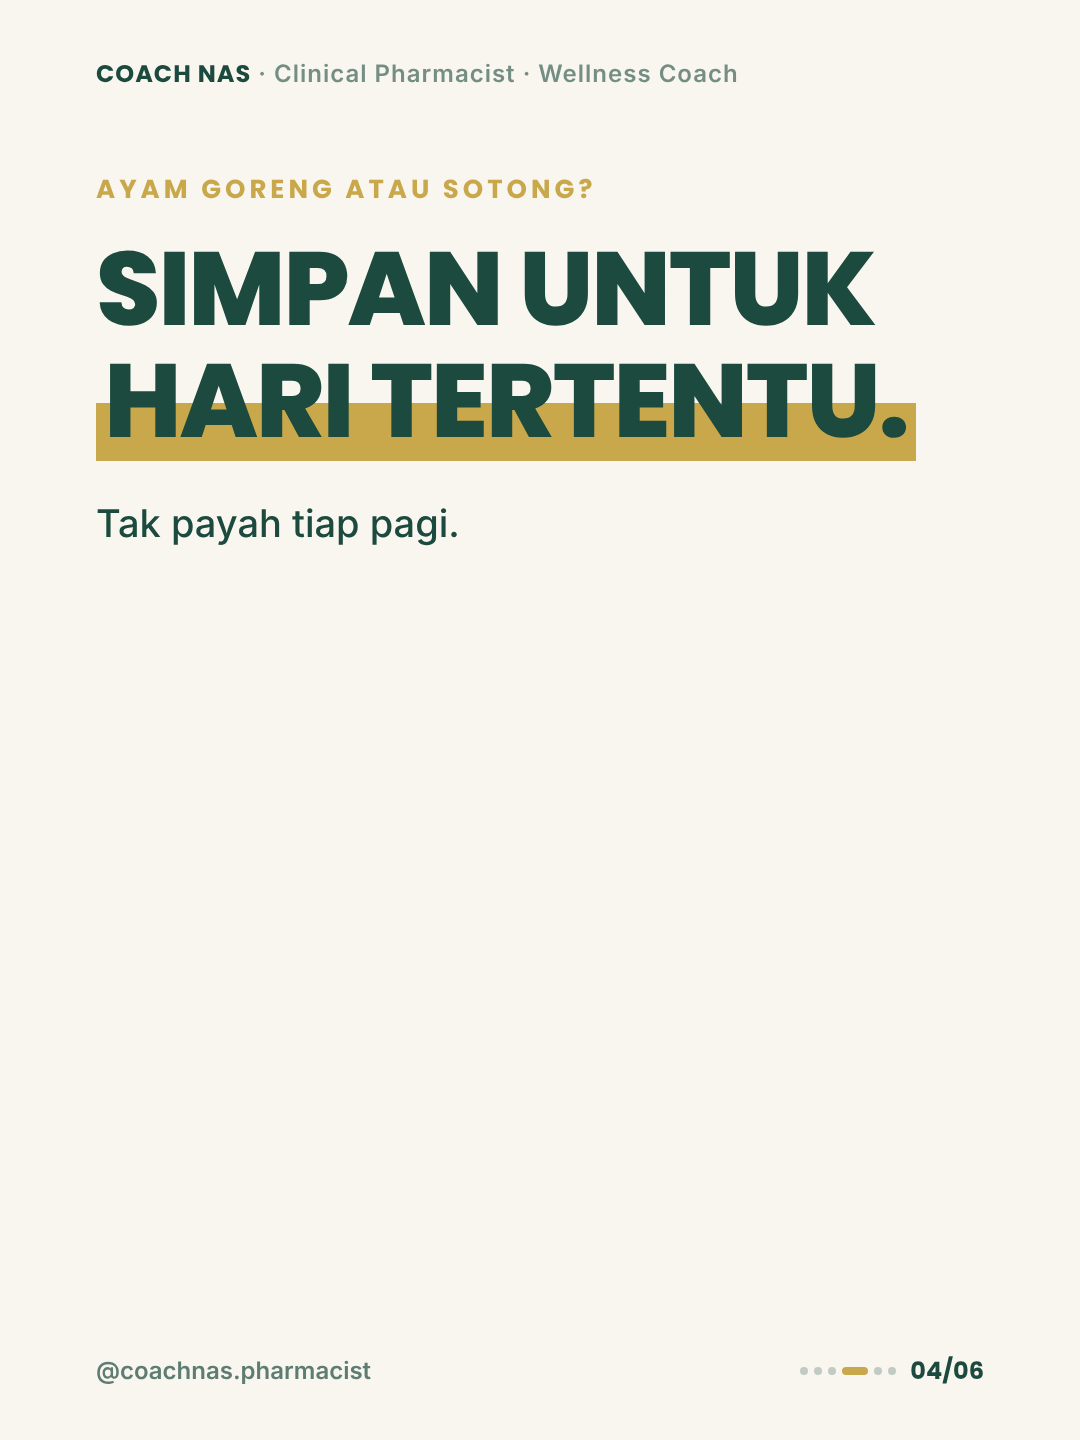 COACH NAS · Clinical Pharmacist · Wellness Coach
AYAM GORENG ATAU SOTONG?
SIMPAN UNTUK
HARI TERTENTU.
Tak payah tiap pagi.
@coachnas.pharmacist
04/06